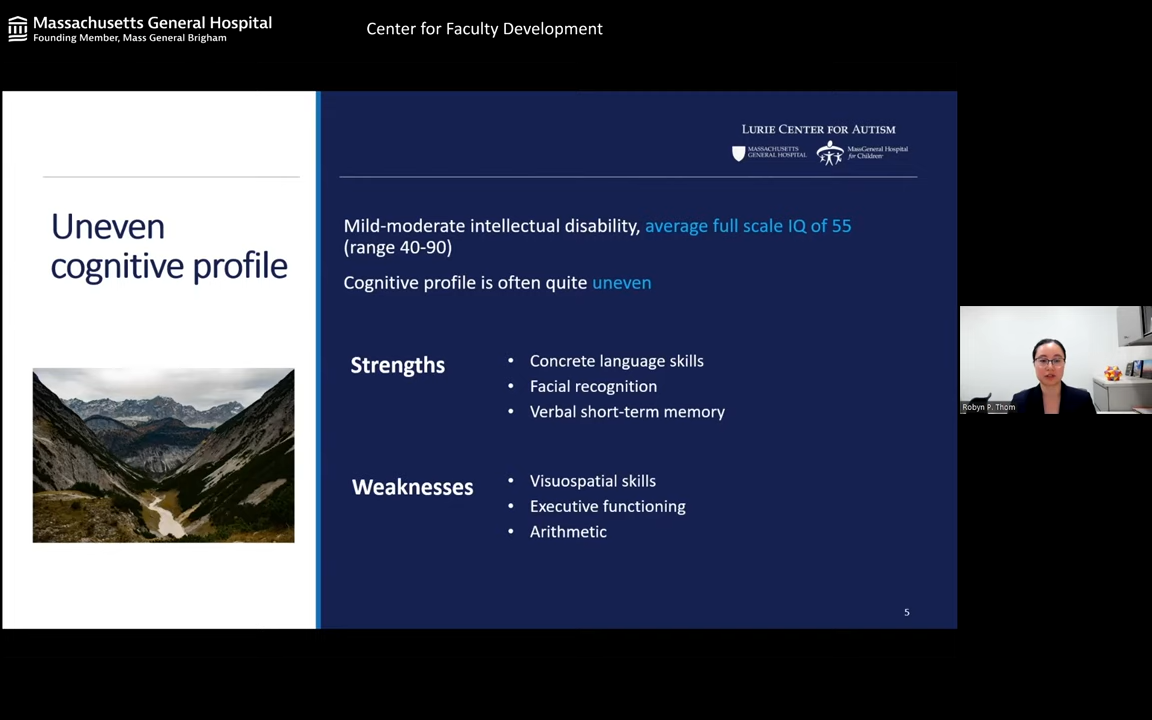 Massachusetts General Hospital
Founding Member, Mass General Brigham
Center for Faculty Development
LURIE CENTER FOR AUTISM
MASSACHUSETTS
GENERAL HOSPITAL
MassGeneral Hospital
for Children
Uneven
cognitive profile
Mild-moderate intellectual disability, average full scale IQ of 55
(range 40-90)
Cognitive profile is often quite uneven
Strengths
• Concrete language skills
• Facial recognition
• Verbal short-term memory
Weaknesses
• Visuospatial skills
• Executive functioning
• Arithmetic
5
Robyn P. Thom